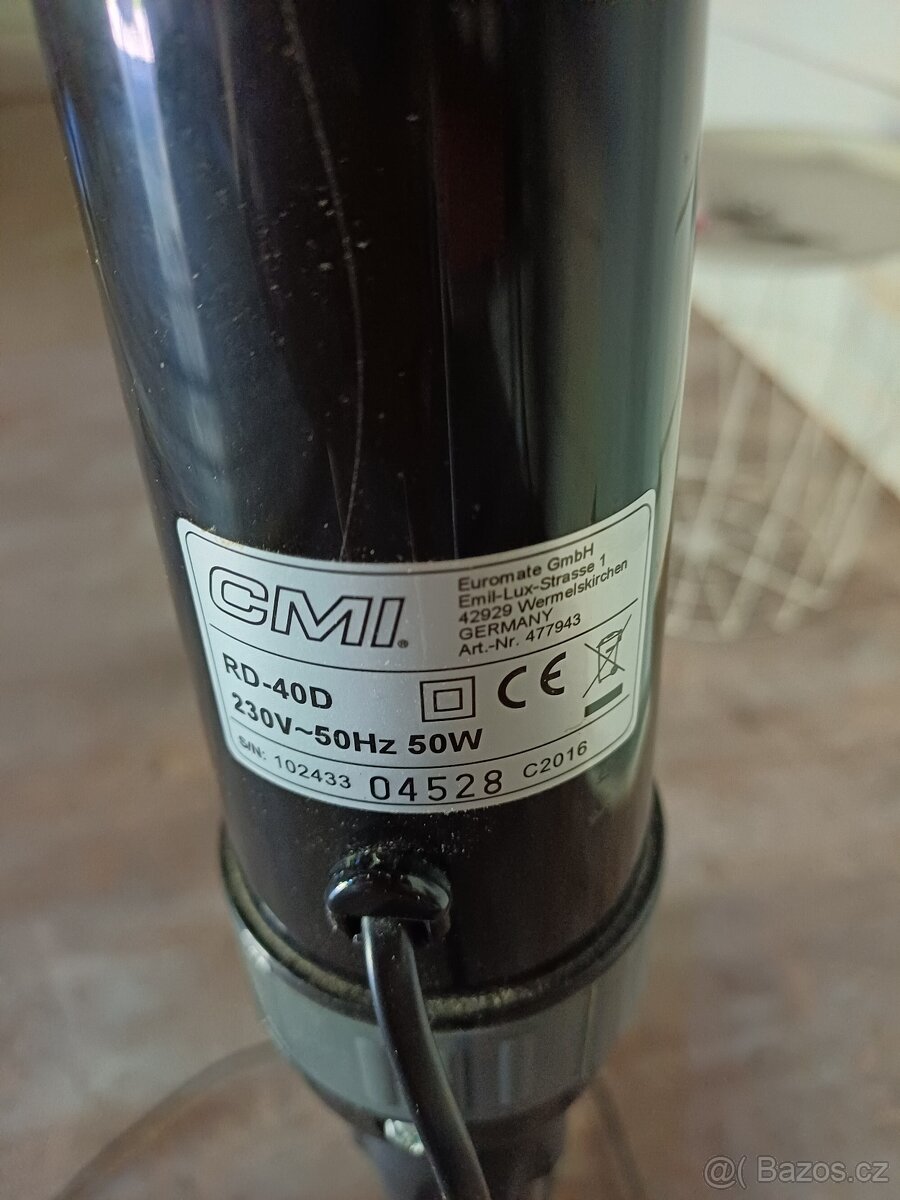 CMI®
Euromate GmbH
Emil-Lux-Strasse 1
42929 Wermelskirchen
GERMANY
Art.-Nr. 477943
RD-40D
230V~50Hz 50W
CE
S/N: 102433 04528 C2016
@( Bazos.cz